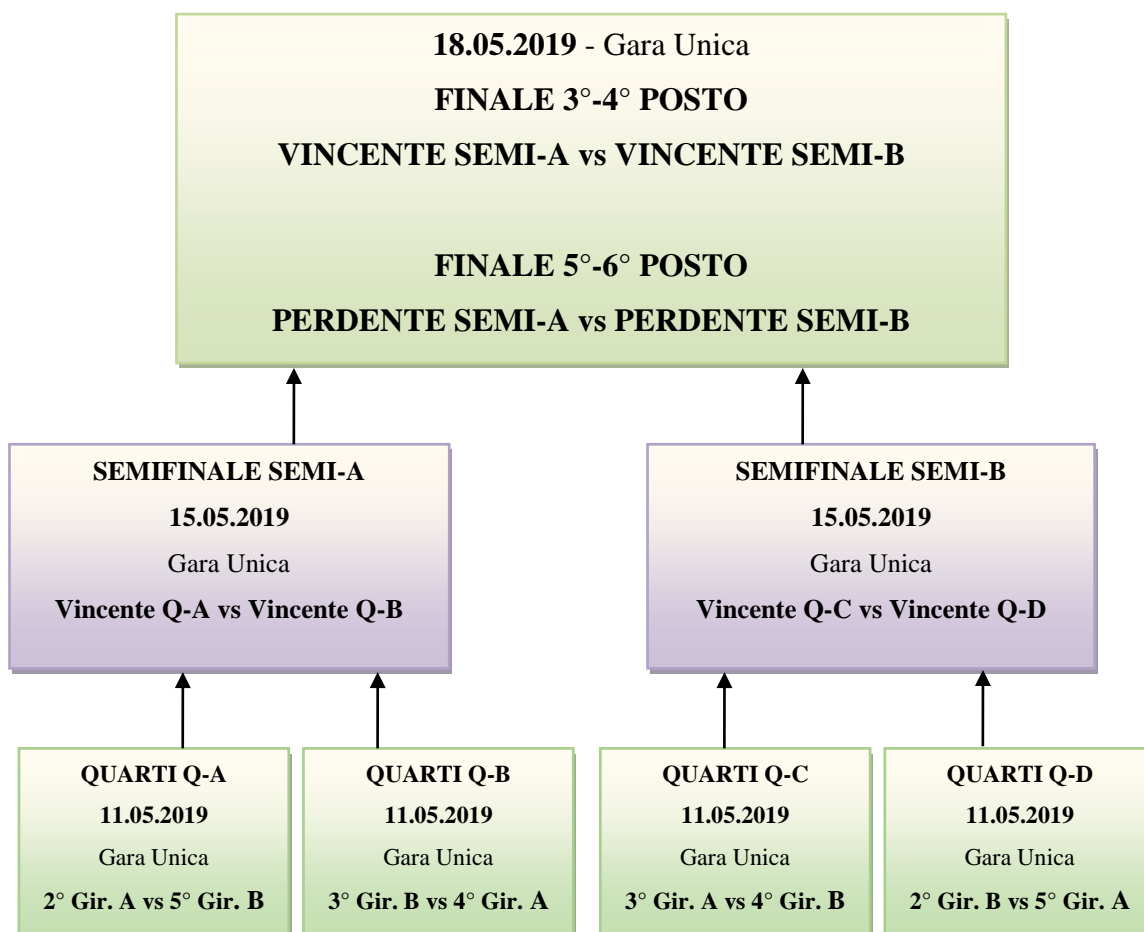 18.05.2019 - Gara Unica
FINALE 3°-4° POSTO
VINCENTE SEMI-A vs VINCENTE SEMI-B
FINALE 5°-6° POSTO
PERDENTE SEMI-A vs PERDENTE SEMI-B
SEMIFINALE SEMI-A
15.05.2019
Gara Unica
Vincente Q-A vs Vincente Q-B
SEMIFINALE SEMI-B
15.05.2019
Gara Unica
Vincente Q-C vs Vincente Q-D
QUARTI Q-A
11.05.2019
Gara Unica
2° Gir. A vs 5° Gir. B
QUARTI Q-B
11.05.2019
Gara Unica
3° Gir. B vs 4° Gir. A
QUARTI Q-C
11.05.2019
Gara Unica
3° Gir. A vs 4° Gir. B
QUARTI Q-D
11.05.2019
Gara Unica
2° Gir. B vs 5° Gir. A